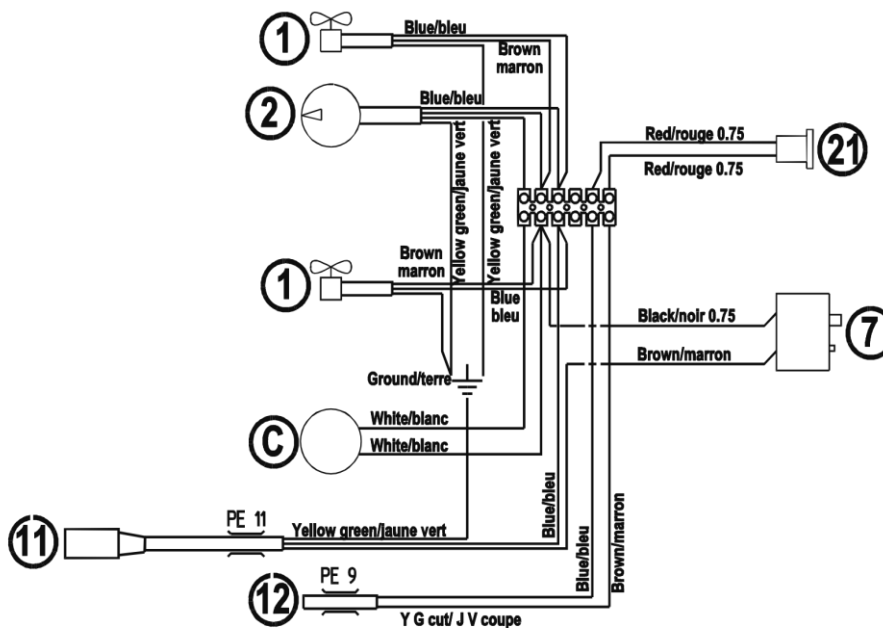 1
Blue/bleu
Brown
marron
2
Blue/bleu
Red/rouge 0.75
21
Red/rouge 0.75
Yellow green/jaune vert
Yellow green/jaune vert
Brown
marron
1
Blue
bleu
Black/noir 0.75
7
Brown/marron
Ground/terre
White/blanc
C
White/blanc
Blue/bleu
Blue/bleu
Brown/marron
11
PE 11
Yellow green/jaune vert
12
PE 9
Y G cut/ J V coupe